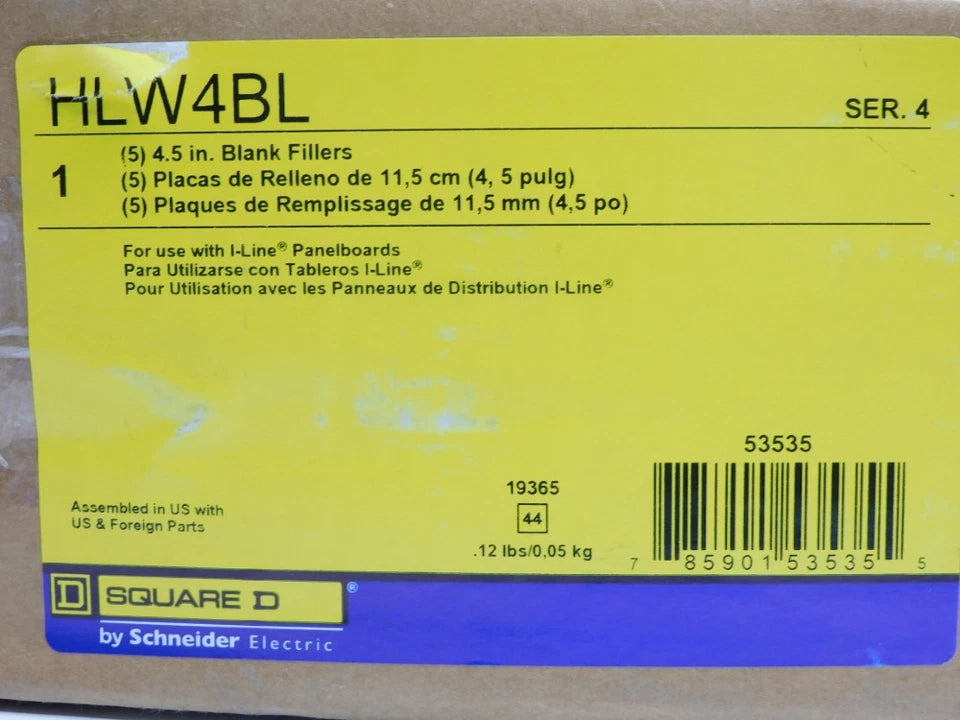 HLW4BL
SER. 4
1
(5) 4.5 in. Blank Fillers
(5) Placas de Relleno de 11,5 cm (4, 5 pulg)
(5) Plaques de Remplissage de 11,5 mm (4,5 po)
For use with I-Line® Panelboards
Para Utilizarse con Tableros I-Line®
Pour Utilisation avec les Panneaux de Distribution I-Line®
53535
19365
44
.12 lbs/0,05 kg
7 85901 53535 5
Assembled in US with
US & Foreign Parts
D SQUARE D ®
by Schneider Electric